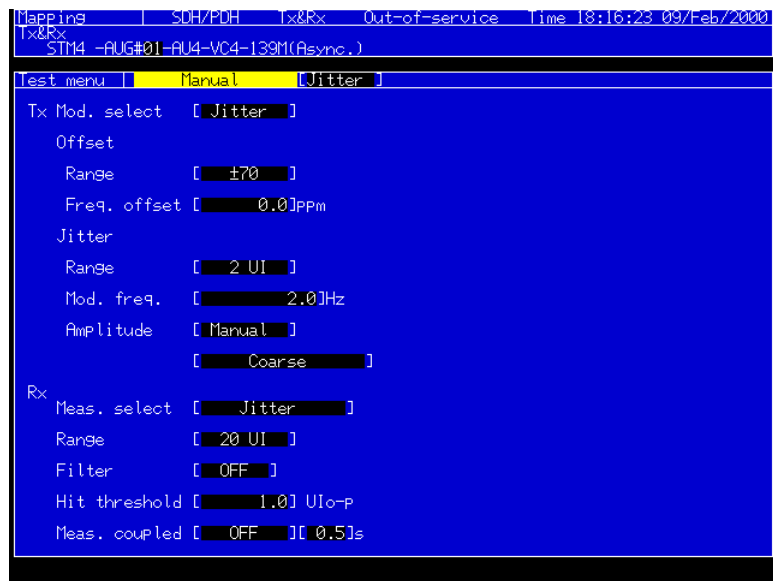 Mapping | SDH/PDH Tx&Rx Out-of-service Time 18:16:23 09/Feb/2000
Tx&Rx
STM4 -AUG#01-AU4-VC4-139M(Async.)
Test menu | Manual [Jitter ]
Tx Mod. select [ Jitter ]
Offset
Range [ ±70 ]
Freq. offset [ 0.0]ppm
Jitter
Range [ 2 UI ]
Mod. freq. [ 2.0]Hz
Amplitude [ Manual ]
[ Coarse ]
Rx
Meas. select [ Jitter ]
Range [ 20 UI ]
Filter [ OFF ]
Hit threshold [ 1.0] UIo-p
Meas. coupled [ OFF ][ 0.5]s